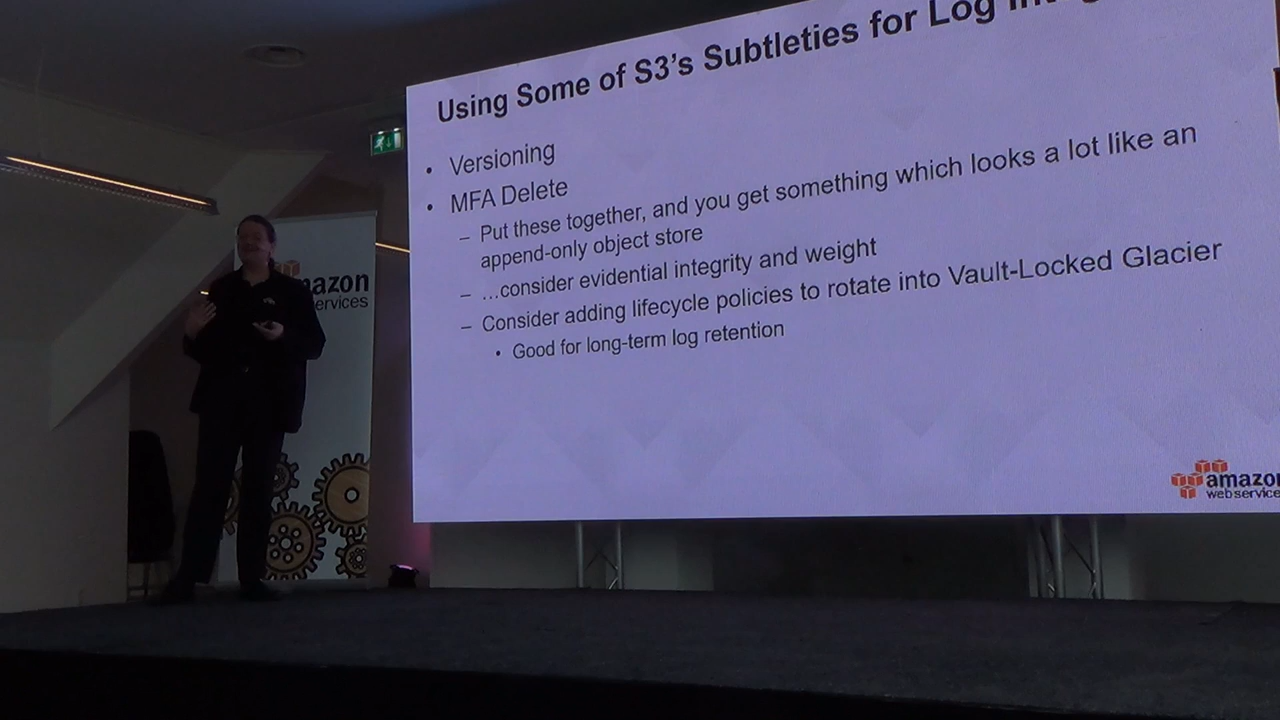 Using Some of S3's Subtleties for Log
• Versioning
• MFA Delete
– Put these together, and you get something which looks a lot like an
append-only object store
– ...consider evidential integrity and weight
– Consider adding lifecycle policies to rotate into Vault-Locked Glacier
• Good for long-term log retention
amazon
web service
amazon
services